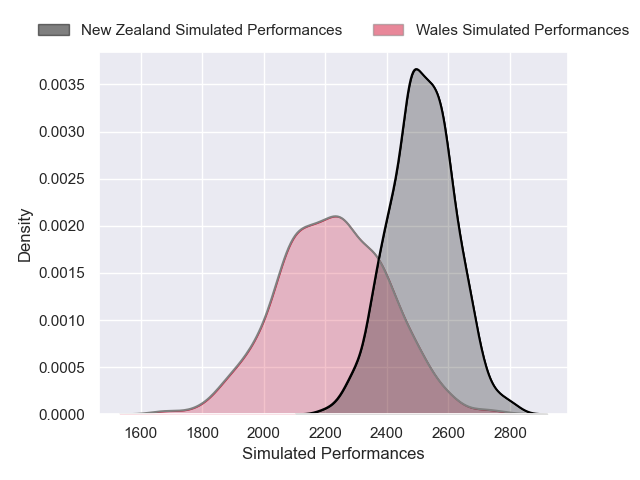 New Zealand Simulated Performances
Wales Simulated Performances
0.0035
0.0030
0.0025
0.0020
0.0015
0.0010
0.0005
0.0000
Density
1600 1800 2000 2200 2400 2600 2800
Simulated Performances